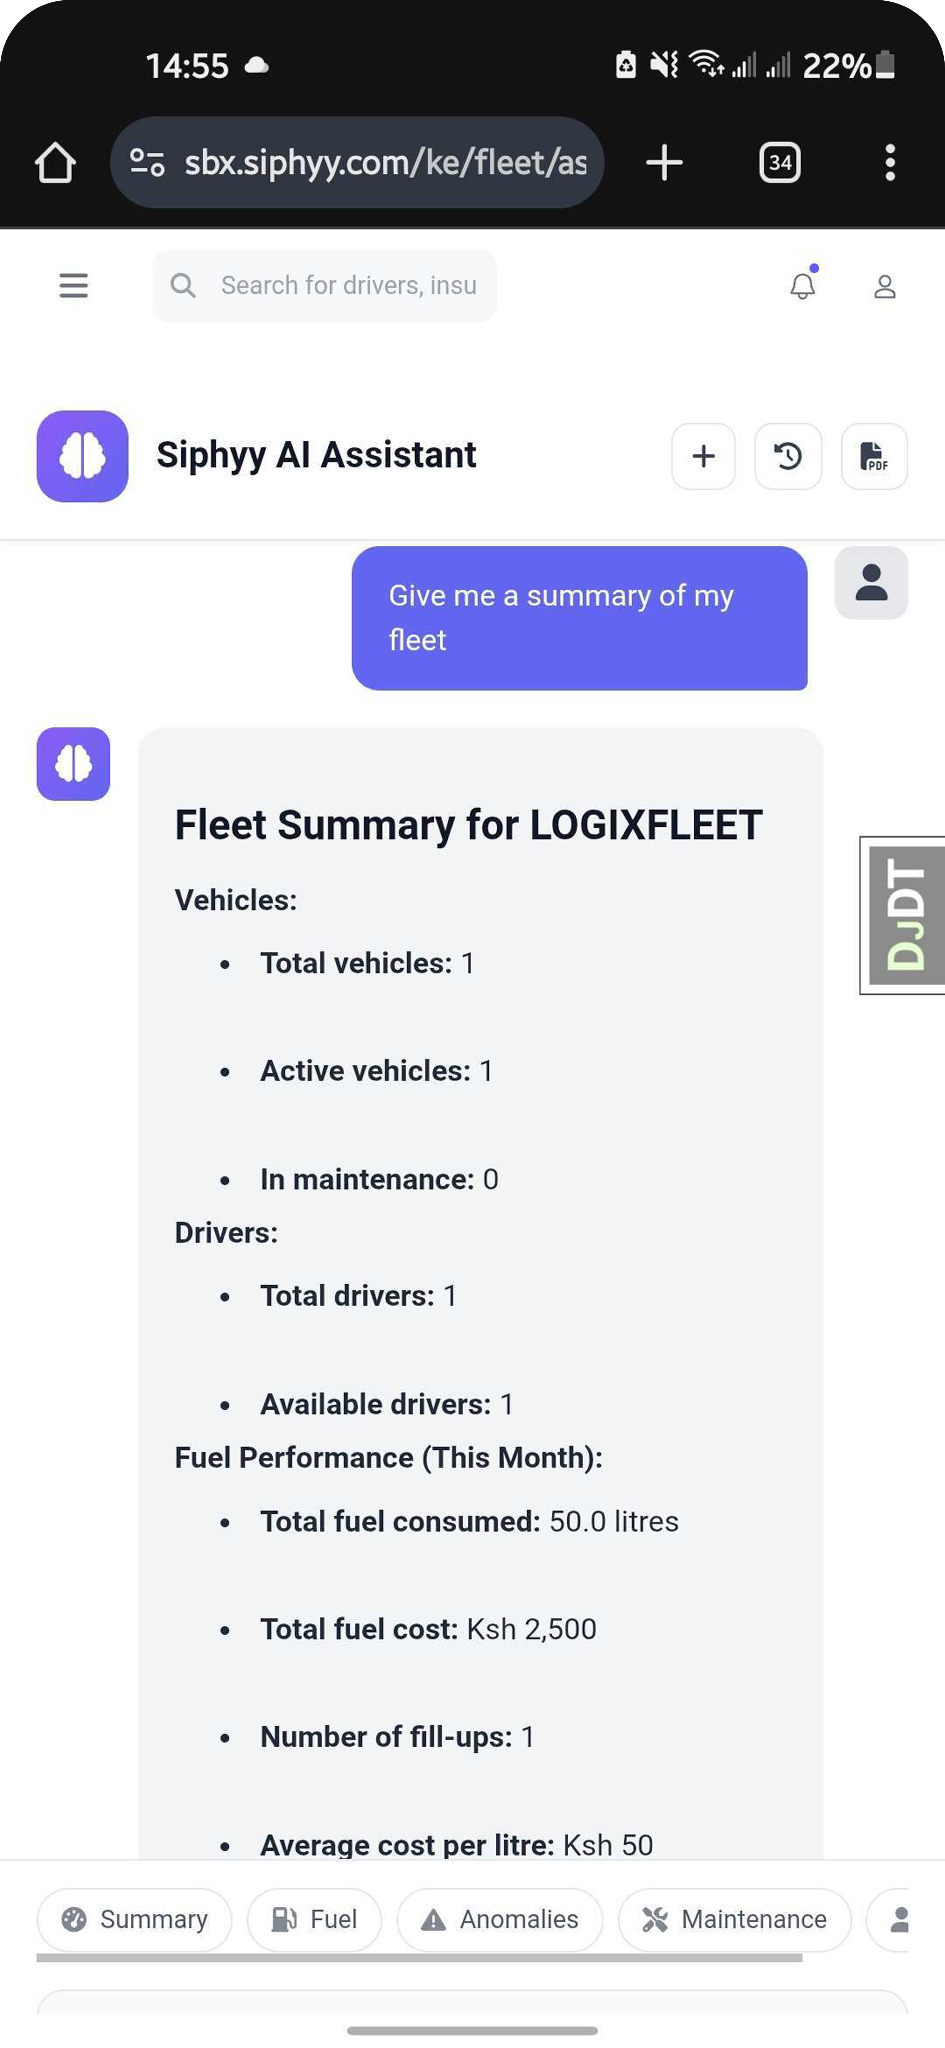 14:55
22%
sbx.siphyy.com/ke/fleet/as
34
Search for drivers, insu
Siphyy AI Assistant
PDF
Give me a summary of my
fleet
Fleet Summary for LOGIXFLEET
DJDT
Vehicles:
• Total vehicles: 1
• Active vehicles: 1
• In maintenance: 0
Drivers:
• Total drivers: 1
• Available drivers: 1
Fuel Performance (This Month):
• Total fuel consumed: 50.0 litres
• Total fuel cost: Ksh 2,500
• Number of fill-ups: 1
• Average cost per litre: Ksh 50
Summary
Fuel
Anomalies
Maintenance